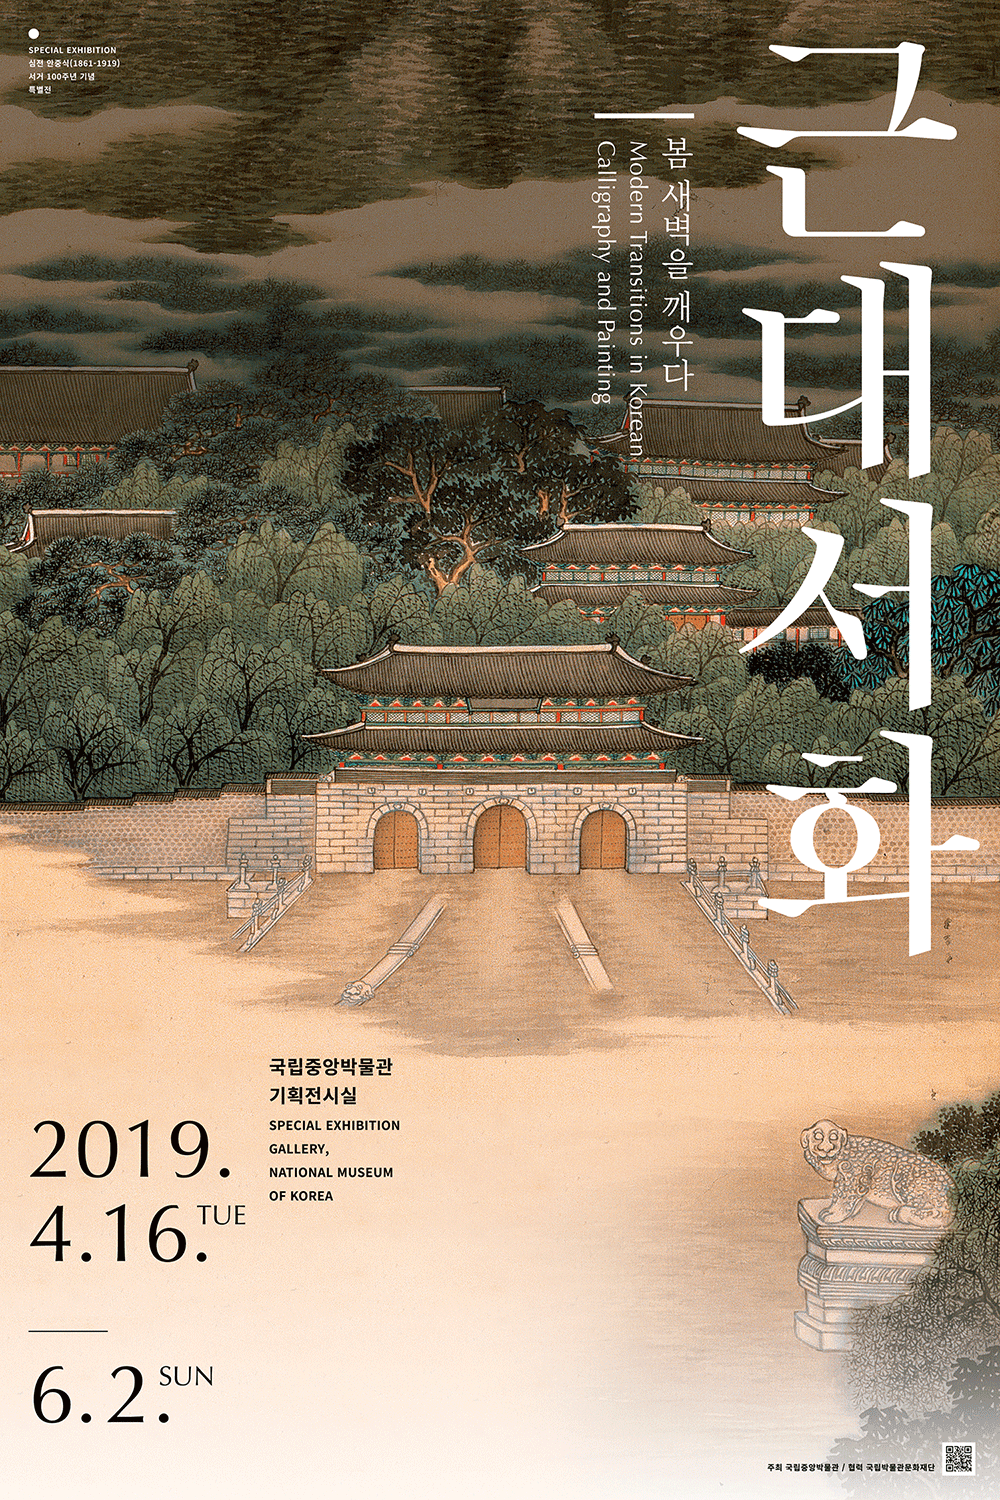 SPECIAL EXHIBITION
심전 안중식(1861-1919)
서거 100주년 기념
특별전
근대서화
봄 새벽을 깨우다
Modern Transitions in Korean
Calligraphy and Painting
국립중앙박물관
기획전시실
SPECIAL EXHIBITION
GALLERY,
NATIONAL MUSEUM
OF KOREA
2019.
4.16. TUE
6.2. SUN
주최 국립중앙박물관 / 협력 국립박물관문화재단